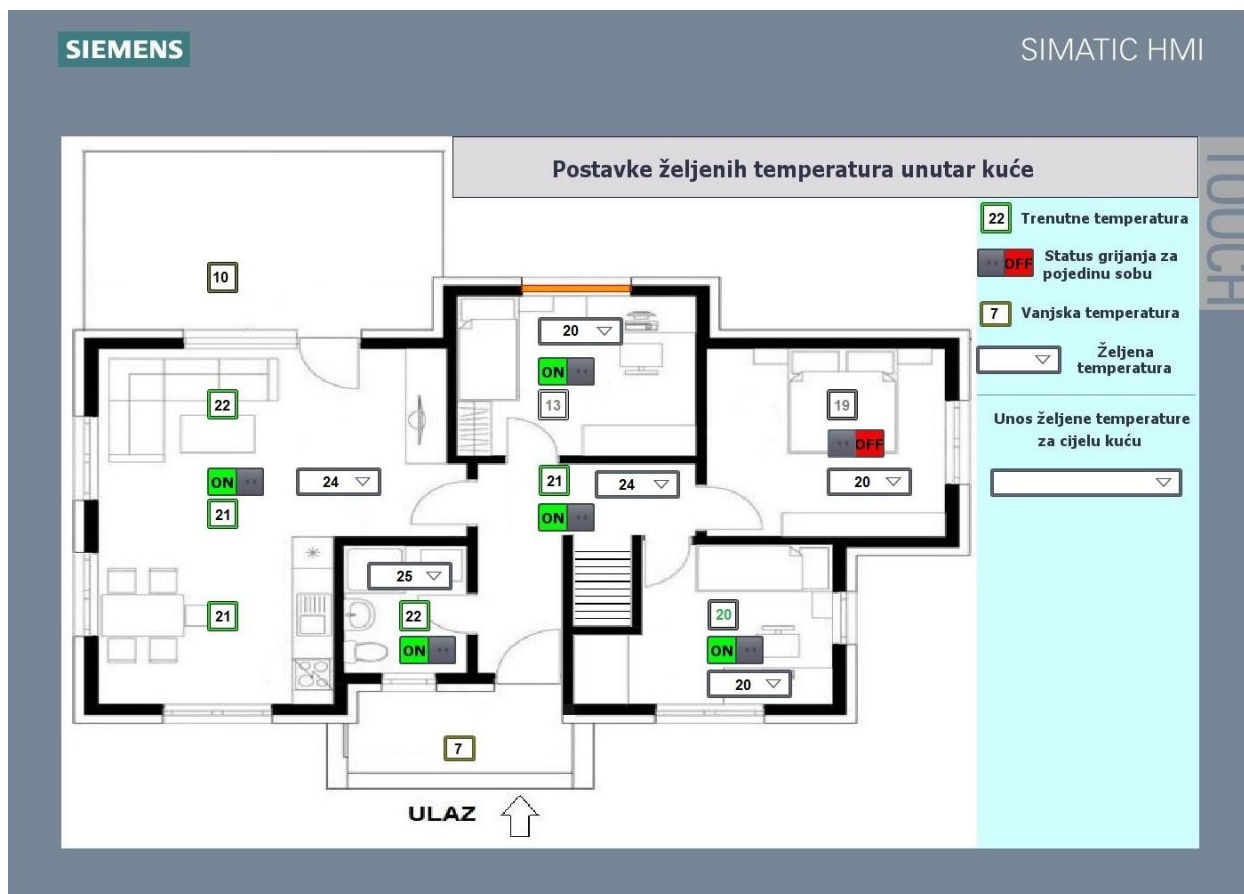 SIEMENS
SIMATIC HMI
TOUCH
Postavke željenih temperatura unutar kuće
22 Trenutne temperatura
OFF Status grijanja za
pojedinu sobu
7 Vanjska temperatura
Željena
temperatura
Unos željene temperature
za cijelu kuću
10
20
ON
13
22
19
OFF
20
ON 24
21
21 24
ON
25
22
ON
21
20
ON
20
7
ULAZ